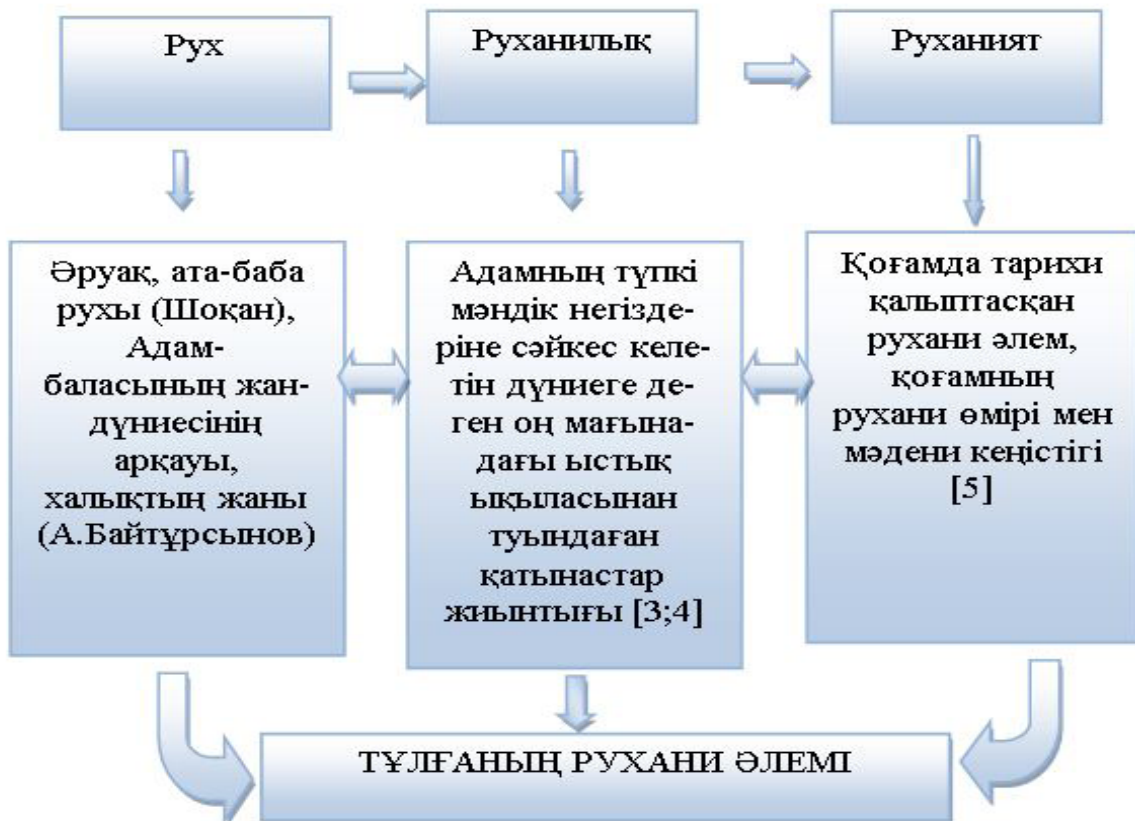 Рух
Руханилық
Руханият
Әруақ, ата-баба
рухы (Шоқан),
Адам-
баласының жан-
дүниесінің
арқауы,
халықтың жаны
(А.Байтұрсынов)
Адамның түпкі
мәндік негізде-
ріне сәйкес келе-
тін дүниеге де-
ген оң мағына-
дағы ыстық
ықыласынан
туындаған
қатынастар
жиынтығы [3;4]
Қоғамда тарихи
қалыптасқан
рухани әлем,
қоғамның
рухани өмірі мен
мәдени кеңістігі
[5]
ТҰЛҒАНЫҢ РУХАНИ ӘЛЕМІ